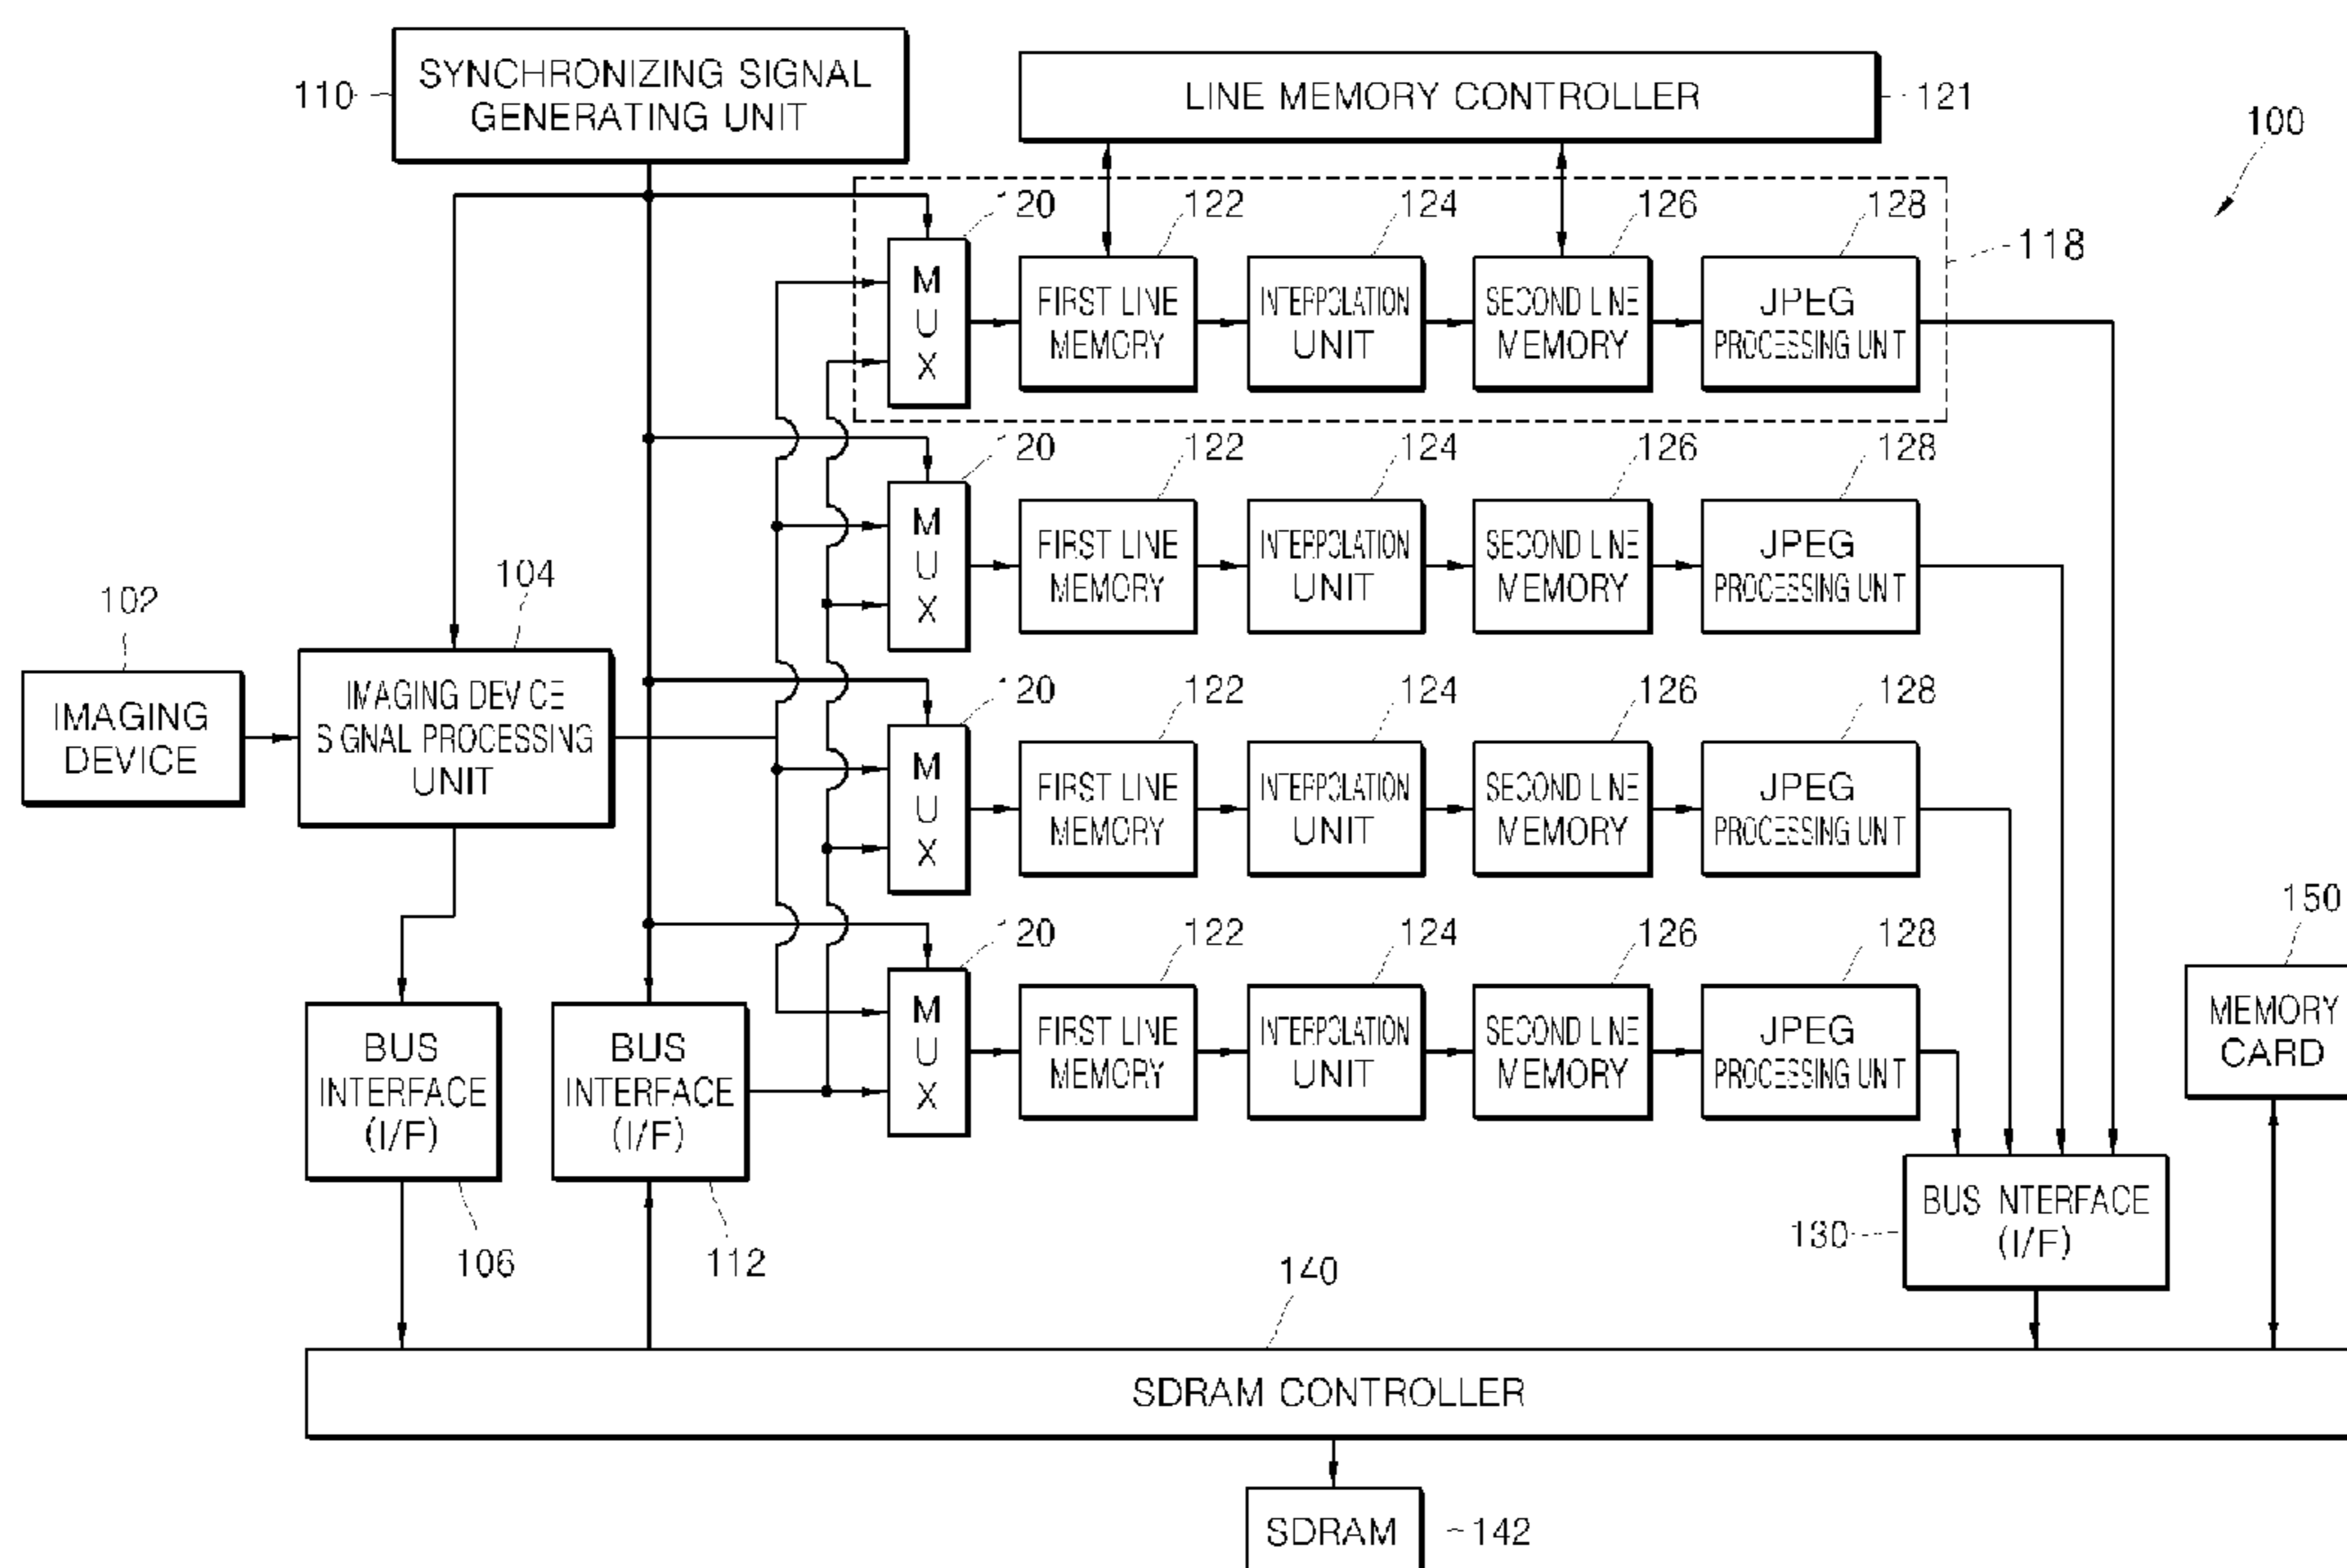 SYNCHRONIZING SIGNAL
GENERATING UNIT
110
LINE MEMORY CONTROLLER
121
100
120
122
124
126
128
118
M
U
X
FIRST LINE
MEMORY
INTERPOLATION
UNIT
SECOND LINE
MEMORY
JPEG
PROCESSING UNIT
120
122
124
126
128
M
U
X
FIRST LINE
MEMORY
INTERPOLATION
UNIT
SECOND LINE
MEMORY
JPEG
PROCESSING UNIT
102
IMAGING
DEVICE
104
IMAGING DEVICE
SIGNAL PROCESSING
UNIT
120
122
124
126
128
M
U
X
FIRST LINE
MEMORY
INTERPOLATION
UNIT
SECOND LINE
MEMORY
JPEG
PROCESSING UNIT
120
122
124
126
128
M
U
X
FIRST LINE
MEMORY
INTERPOLATION
UNIT
SECOND LINE
MEMORY
JPEG
PROCESSING UNIT
150
MEMORY
CARD
BUS
INTERFACE
(I/F)
106
BUS
INTERFACE
(I/F)
112
BUS INTERFACE
(I/F)
130
140
SDRAM CONTROLLER
SDRAM
142